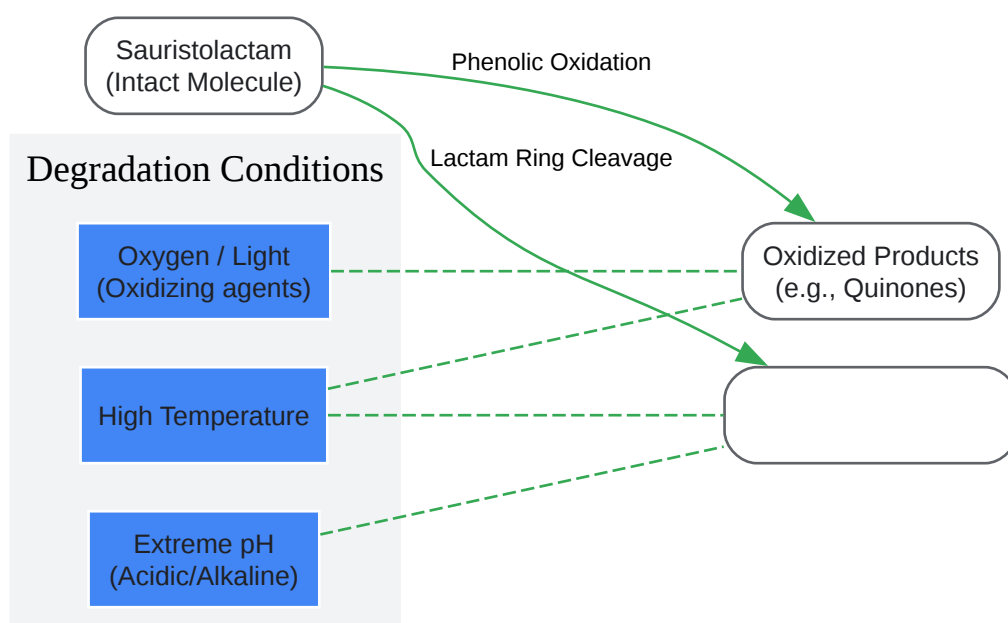 Sauristolactam
(Intact Molecule)
Phenolic Oxidation
Lactam Ring Cleavage
Degradation Conditions
Oxygen / Light
(Oxidizing agents)
Oxidized Products
(e.g., Quinones)
High Temperature
Extreme pH
(Acidic/Alkaline)